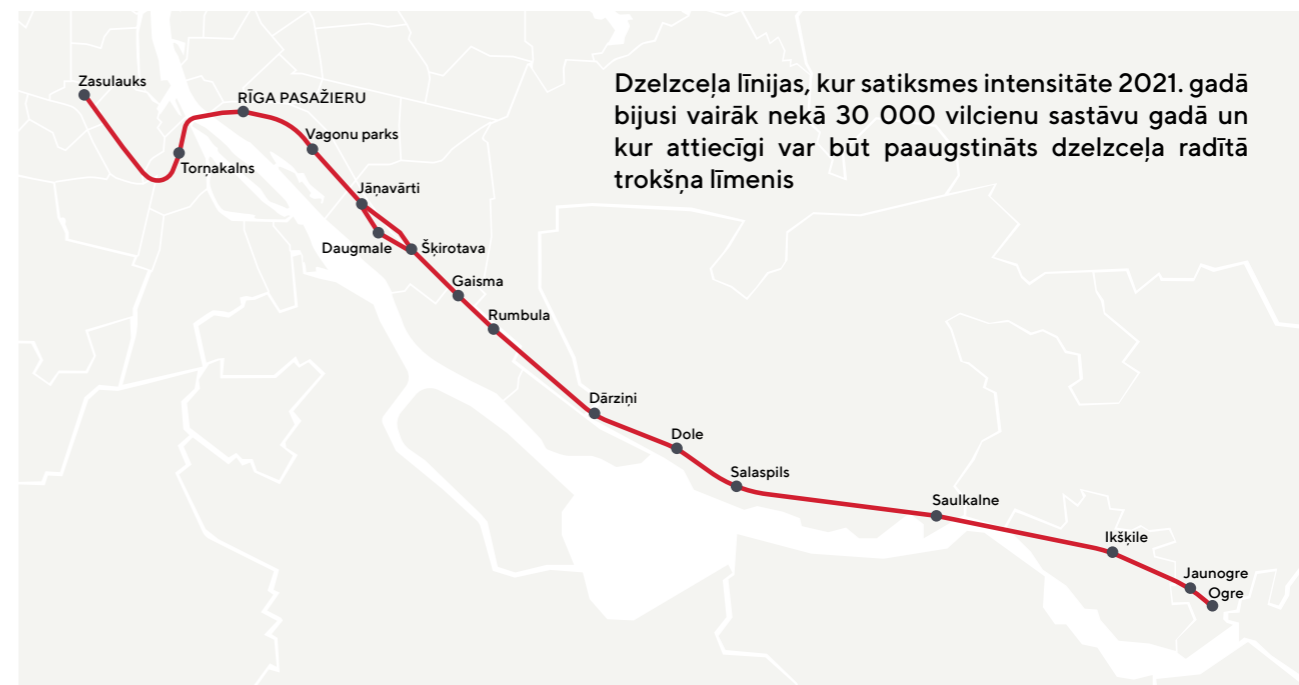 Zasulauks
RĪGA PASAŽIERU
Vagonu parks
Torņakalns
Jāņavārti
Daugmale
Šķirotava
Gaisma
Rumbula
Dārziņi
Dole
Salaspils
Saulkalne
Ikšķile
Jaunogre
Ogre
Dzelzceļa līnijas, kur satiksmes intensitāte 2021. gadā
bijusi vairāk nekā 30 000 vilcienu sastāvu gadā un
kur attiecīgi var būt paaugstināts dzelzceļa radītā
trokšņa līmenis